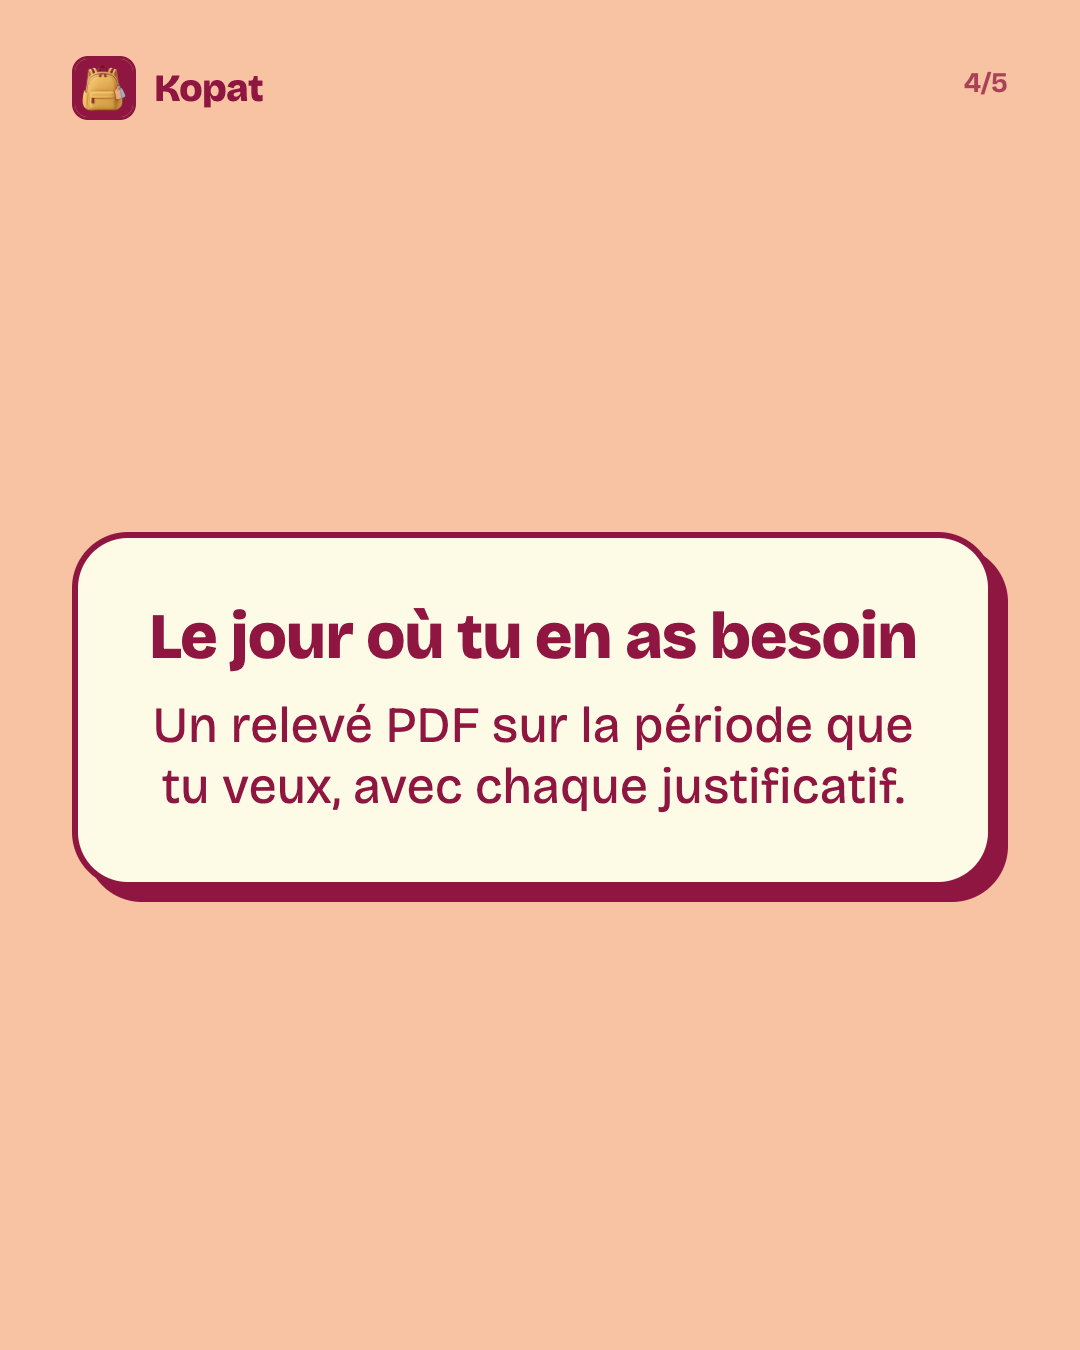 Kopat
4/5
Le jour où tu en as besoin
Un relevé PDF sur la période que
tu veux, avec chaque justificatif.